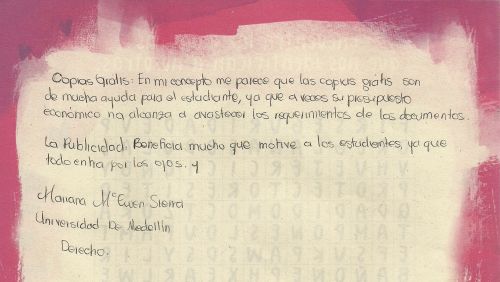 Copias Gratis: En mi concepto me parece que las copias gratis son
de mucha ayuda para el estudiante, ya que a veces su presupuesto
económico no alcanza a avastecer los requerimientos de los documentos.
La Publicidad: Beneficia mucho que motive a los estudiantes, ya que
todo entra por los ojos. y
Mariana McEwen Sierra
Universidad De Medellín
Derecho.